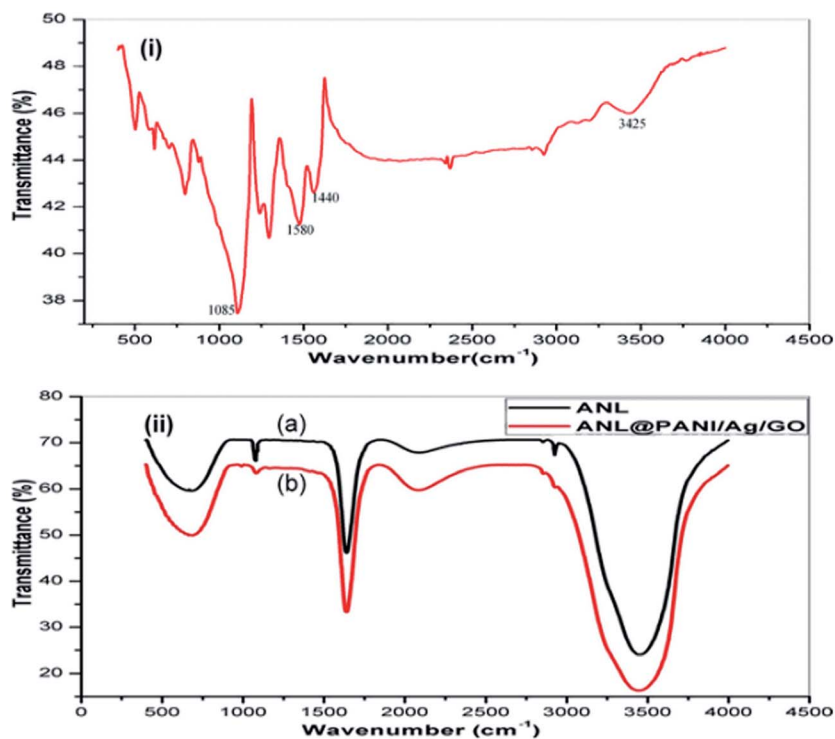 50
48
46
44
42
40
38
Transmittance (%)
(i)
3425
1440
1580
1085
500 1000 1500 2000 2500 3000 3500 4000 4500
Wavenumber(cm⁻¹)
80
70
60
50
40
30
20
Transmittance (%)
(ii)
(a)
(b)
ANL
ANL@PANI/Ag/GO
0 500 1000 1500 2000 2500 3000 3500 4000 4500
Wavenumber (cm⁻¹)